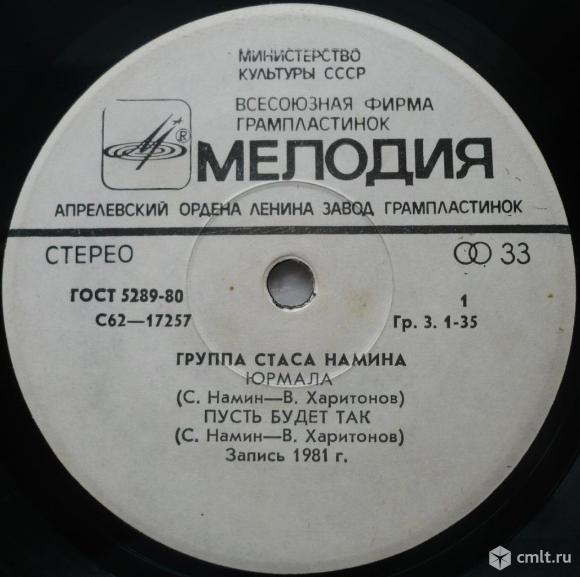 МИНИСТЕРСТВО
КУЛЬТУРЫ СССР
ВСЕСОЮЗНАЯ ФИРМА
ГРАМПЛАСТИНОК
® МЕЛОДИЯ
АПРЕЛЕВСКИЙ ОРДЕНА ЛЕНИНА ЗАВОД ГРАМПЛАСТИНОК
СТЕРЕО 33
ГОСТ 5289-80 1
С62—17257 Гр. 3. 1-35
ГРУППА СТАСА НАМИНА
ЮРМАЛА
(С. Намин—В. Харитонов)
ПУСТЬ БУДЕТ ТАК
(С. Намин—В. Харитонов)
Запись 1981 г.
cmlt.ru